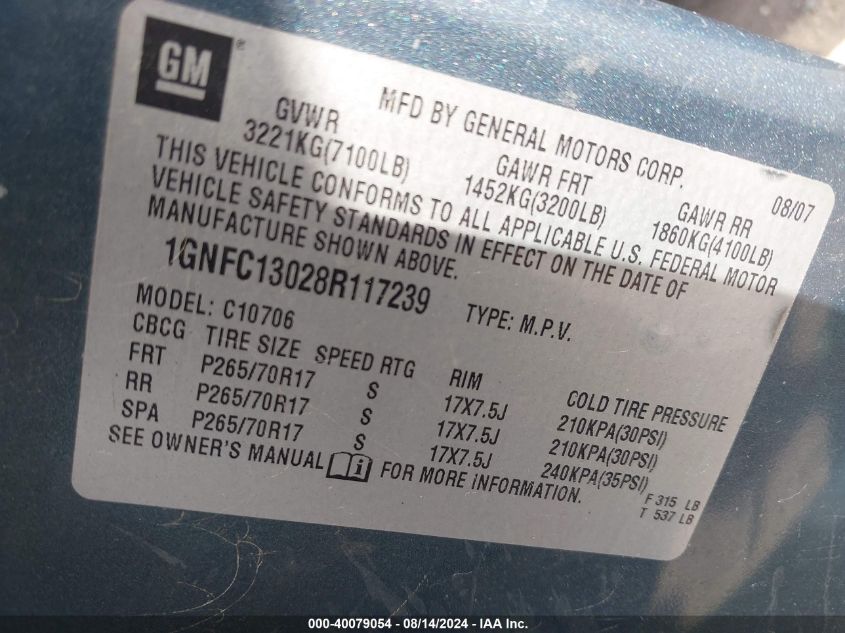 GM ®
MFD BY GENERAL MOTORS CORP.
08/07
GVWR GAWR FRT GAWR RR
3221KG(7100LB) 1452KG(3200LB) 1860KG(4100LB)
THIS VEHICLE CONFORMS TO ALL APPLICABLE U.S. FEDERAL MOTOR
VEHICLE SAFETY STANDARDS IN EFFECT ON THE DATE OF
MANUFACTURE SHOWN ABOVE.
1GNFC13028R117239 TYPE: M.P.V.
MODEL: C10706
CBCG TIRE SIZE SPEED RTG RIM COLD TIRE PRESSURE
FRT P265/70R17 S 17X7.5J 210KPA(30PSI)
RR P265/70R17 S 17X7.5J 210KPA(30PSI)
SPA P265/70R17 S 17X7.5J 240KPA(35PSI)
SEE OWNER'S MANUAL i FOR MORE INFORMATION.
F 315 LB
T 537 LB
000-40079054 - 08/14/2024 - IAA Inc.